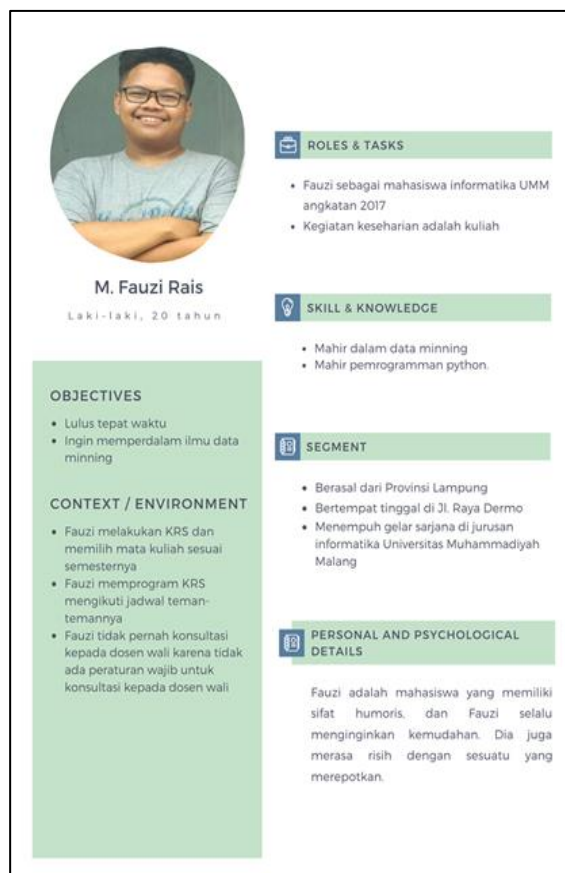 M. Fauzi Rais
Laki-laki, 20 tahun
OBJECTIVES
Lulus tepat waktu
Ingin memperdalam ilmu data
minning
CONTEXT / ENVIRONMENT
Fauzi melakukan KRS dan
memilih mata kuliah sesuai
semesternya
Fauzi memprogram KRS
mengikuti jadwal teman-
temannya
Fauzi tidak pernah konsultasi
kepada dosen wali karena tidak
ada peraturan wajib untuk
konsultasi kepada dosen wali
ROLES & TASKS
Fauzi sebagai mahasiswa informatika UMM
angkatan 2017
Kegiatan keseharian adalah kuliah
SKILL & KNOWLEDGE
Mahir dalam data minning
Mahir pemrogramman python.
SEGMENT
Berasal dari Provinsi Lampung
Bertempat tinggal di Jl. Raya Dermo
Menempuh gelar sarjana di jurusan
informatika Universitas Muhammadiyah
Malang
PERSONAL AND PSYCHOLOGICAL
DETAILS
Fauzi adalah mahasiswa yang memiliki
sifat humoris, dan Fauzi selalu
menginginkan kemudahan. Dia juga
merasa risih dengan sesuatu yang
merepotkan.